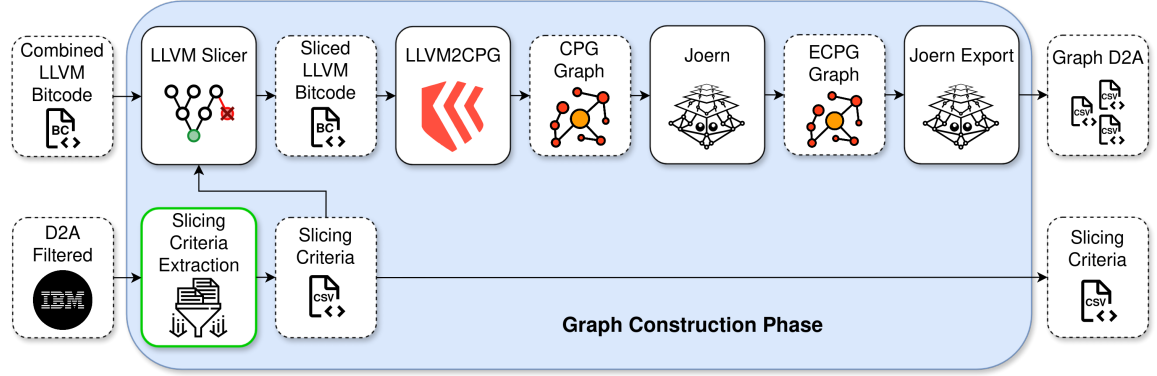 Combined
LLVM
Bitcode
BC
LLVM Slicer
Sliced
LLVM
Bitcode
BC
LLVM2CPG
CPG
Graph
Joern
ECPG
Graph
Joern Export
Graph D2A
CSV
CSV
CSV
D2A
Filtered
IBM
Slicing
Criteria
Extraction
Slicing
Criteria
CSV
Slicing
Criteria
CSV
Graph Construction Phase